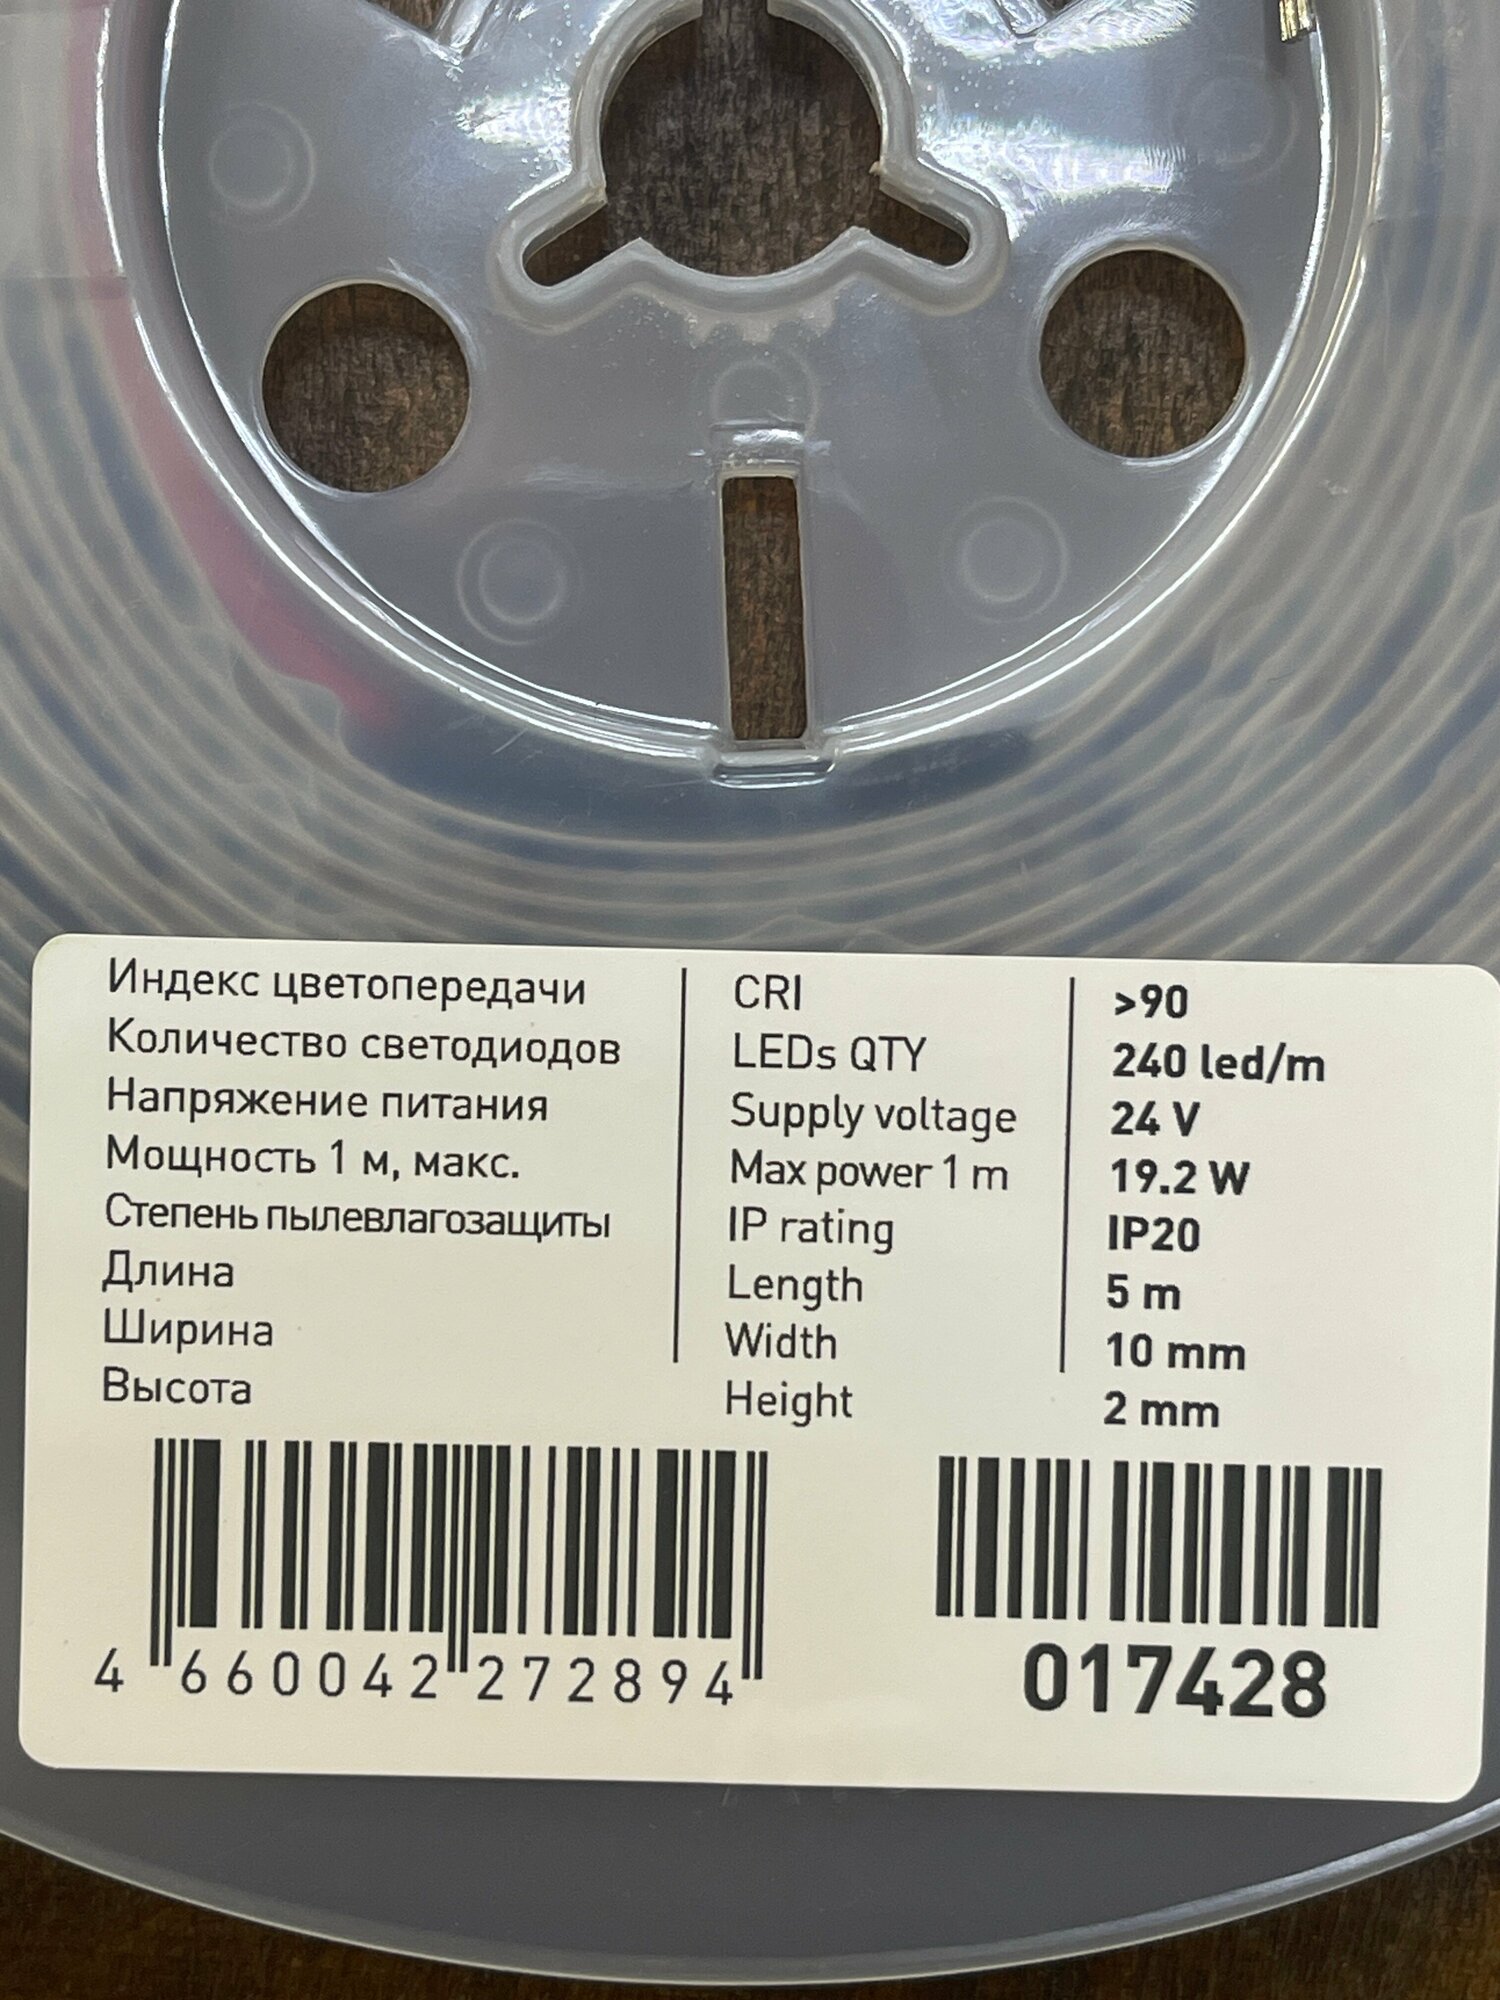 Индекс цветопередачи CRI >90
Количество светодиодов LEDs QTY 240 led/m
Напряжение питания Supply voltage 24 V
Мощность 1 м, макс. Max power 1 m 19.2 W
Степень пылевлагозащиты IP rating IP20
Длина Length 5 m
Ширина Width 10 mm
Высота Height 2 mm
4 660042 272894 017428